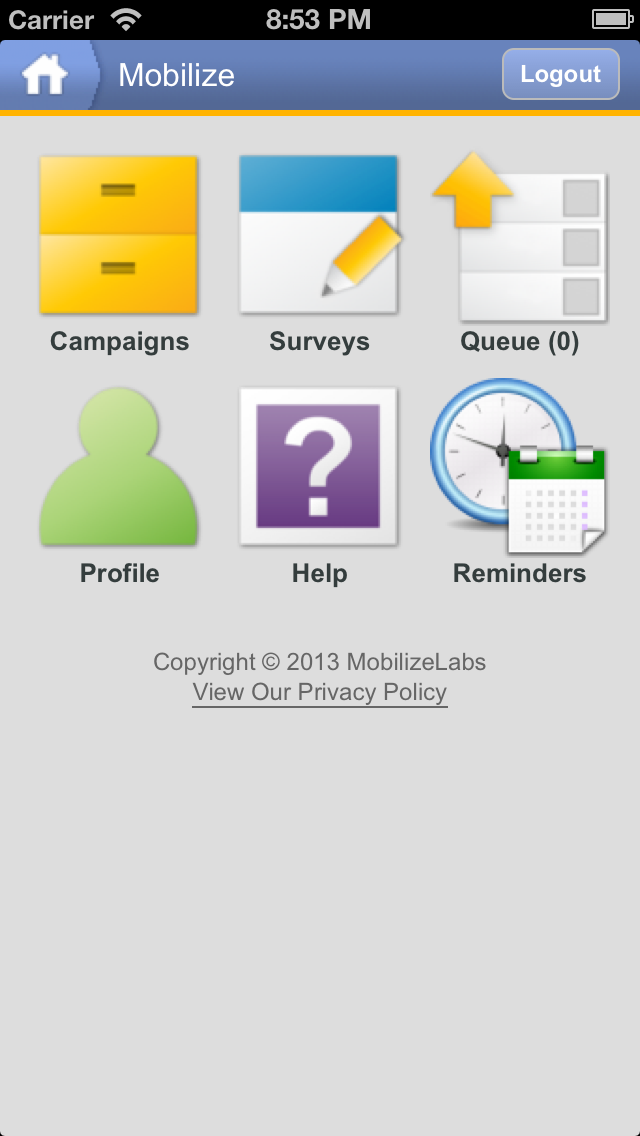 Carrier 8:53 PM
Mobilize Logout
Campaigns Surveys Queue (0)
Profile Help Reminders
Copyright © 2013 MobilizeLabs
View Our Privacy Policy